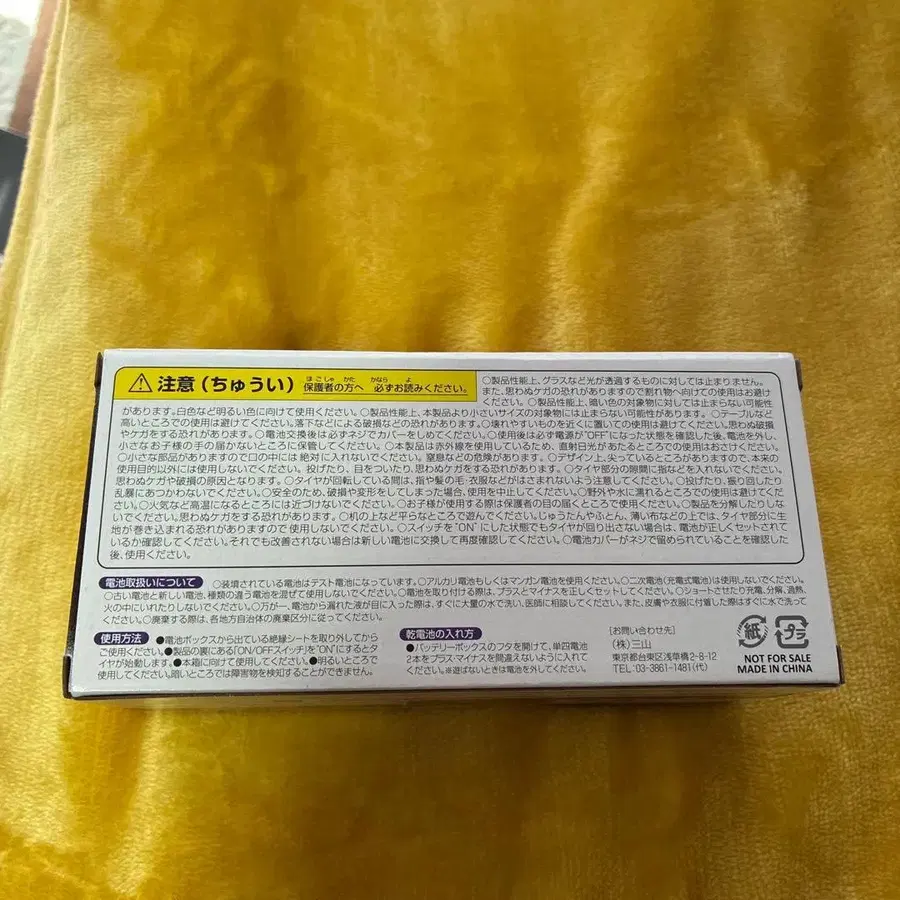 注意（ちゅうい） 保護者の方へ 必ずお読みください。
ほごしゃ かた かなら よ
○製品性能上、グラスなど光が透過するものに対しては止まりません。
また、思わぬケガの恐れがありますので割れ物へ向けての使用はお避け
ください。 ○製品性能上、暗い色の対象物に対しては止まらない可能性
があります。白色など明るい色に向けて使用ください。○製品性能上、本製品より小さいサイズの対象物には止まらない可能性があります。○テーブルなど
高いところでの使用は避けてください。落下などによる破損などの恐れがあります。○壊れやすいものを近くに置いての使用は避けてください。思わぬ破損
やケガをする恐れがあります。○電池交換後は必ずネジでカバーをしめてください。○使用後は必ず電源が"OFF"になった状態を確認した後、電池を外し、
小さなお子様の手の届かないところに保管してください。○本製品は赤外線を使用しているため、直射日光があたるところでの使用はおさけください。
○小さな部品がありますので口の中には絶対に入れないでください。窒息などの危険があります。○デザイン上、尖っているところがありますので、本来の
使用目的以外には使用しないでください。投げたり、目をついたり、思わぬケガをする恐れがあります。○タイヤ部分の隙間に指などを入れないでください。
思わぬケガや破損の原因となります。○タイヤが回転している間は、指や髪の毛・衣服などがはさまれないよう注意してください。○投げたり、振り回したり
乱暴にあつかわないでください。○安全のため、破損や変形をしてしまった場合、使用を中止してください。○野外や水に濡れるところでの使用は避けてくだ
さい。○火気など高温になるところには近づけないでください。○お子様が使用する際は保護者の目の届くところで使用ください。○製品を分解したりしな
いでください。思わぬケガをする恐れがあります。○机の上など平らなところで遊んでください。じゅうたんやふとん、薄い布などの上では、タイヤ部分に生
地が巻き込まれる恐れがありますので使用しないでください。○スイッチを"ON"にした状態でもタイヤが回り出さない場合は、電池が正しくセットされて
いるか確認してください。それでも改善されない場合は新しい電池に交換して再度確認してください。○電池カバーがネジで留められていることを確認した
後、使用ください。
電池取扱いについて ○装填されている電池はテスト電池になっています。○アルカリ電池もしくはマンガン電池を使用ください。○二次電池（充電式電池）は使用しないでください。
○古い電池と新しい電池、種類の違う電池を混ぜて使用しないでください。○電池を取り付ける際は、プラスとマイナスを正しくセットしてください。○ショートさせたり充電、分解、過熱、
火の中にいれたりしないでください。○万が一、電池から漏れた液が目に入った際は、すぐに大量の水で洗い、医師に相談してください。また、皮膚や衣服に付着した際はすぐに水で洗って
ください。○廃棄する際は、各地方自治体の廃棄区分に従ってください。
使用方法 ●電池ボックスから出ている絶縁シートを取り外してから
ご使用ください。●製品の裏にある「ON/OFFスイッチ」を"ON"にするとタ
イヤが始動します。●本箱に向けて使用ください。●明るいところで
使用してください。暗いところでは障害物を検知することができません。
乾電池の入れ方
●バッテリーボックスのフタを開け、単四電池
2本をプラス・マイナスを間違えないように入れて
ください。※遊ばないときは電池を外してください。
[お問い合わせ先]
(株)三山
東京都台東区浅草橋2-8-12
TEL:03-3861-1481(代)
紙 プラ
NOT FOR SALE
MADE IN CHINA